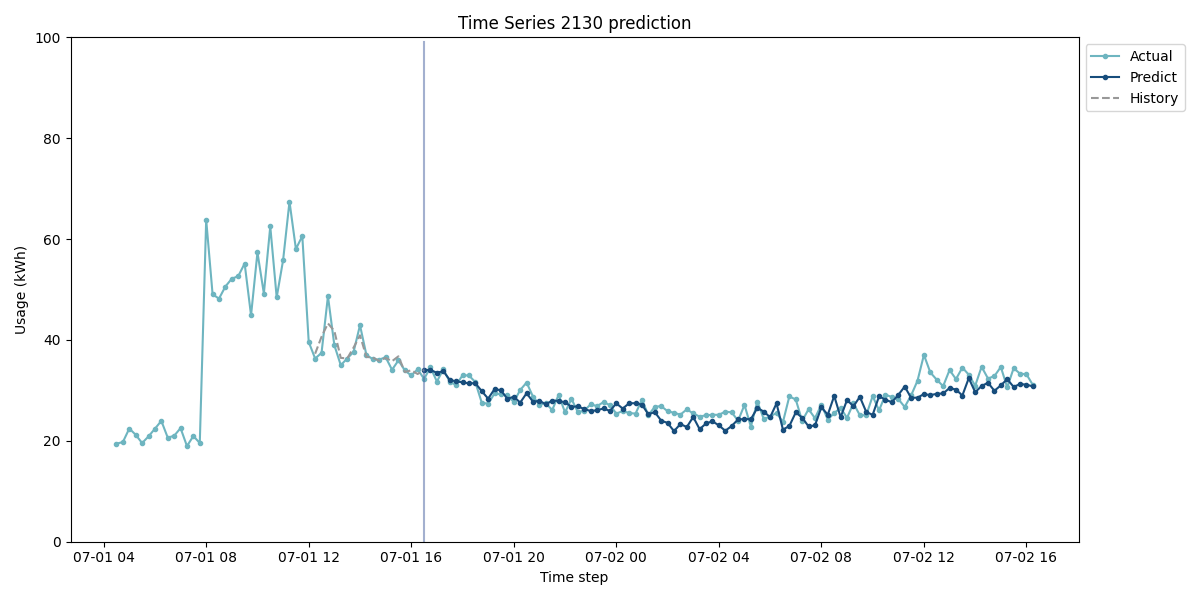 Time Series 2130 prediction
100
80
60
40
20
0
Usage (kWh)
07-01 04
07-01 08
07-01 12
07-01 16
07-01 20
07-02 00
07-02 04
07-02 08
07-02 12
07-02 16
Time step
Actual
Predict
History